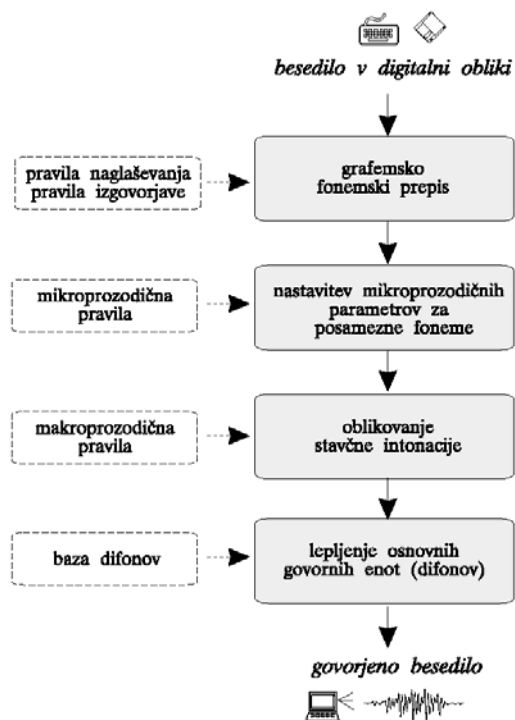 besedilo v digitalni obliki
pravila naglaševanja
pravila izgovorjave
grafemsko
fonemski prepis
mikroprozodična
pravila
nastavitev mikroprozodičnih
parametrov za
posamezne foneme
makroprozodična
pravila
oblikovanje
stavčne intonacije
baza difonov
lepljenje osnovnih
govornih enot (difonov)
govorjeno besedilo